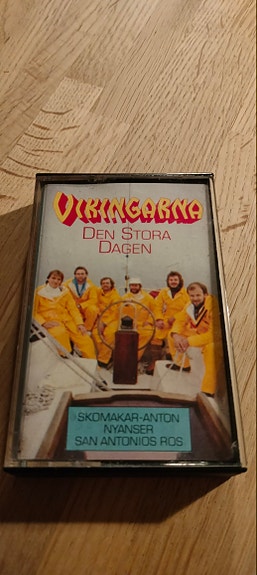 VIKINGARNA
DEN STORA
DAGEN
SKOMAKAR-ANTON
NYANSER
SAN ANTONIOS ROS